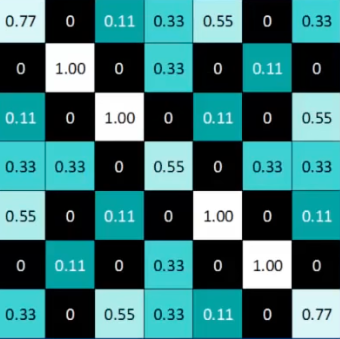 0.77 0 0.11 0.33 0.55 0 0.33
0 1.00 0 0.33 0 0.11 0
0.11 0 1.00 0 0.11 0 0.55
0.33 0.33 0 0.55 0 0.33 0.33
0.55 0 0.11 0 1.00 0 0.11
0 0.11 0 0.33 0 1.00 0
0.33 0 0.55 0.33 0.11 0 0.77